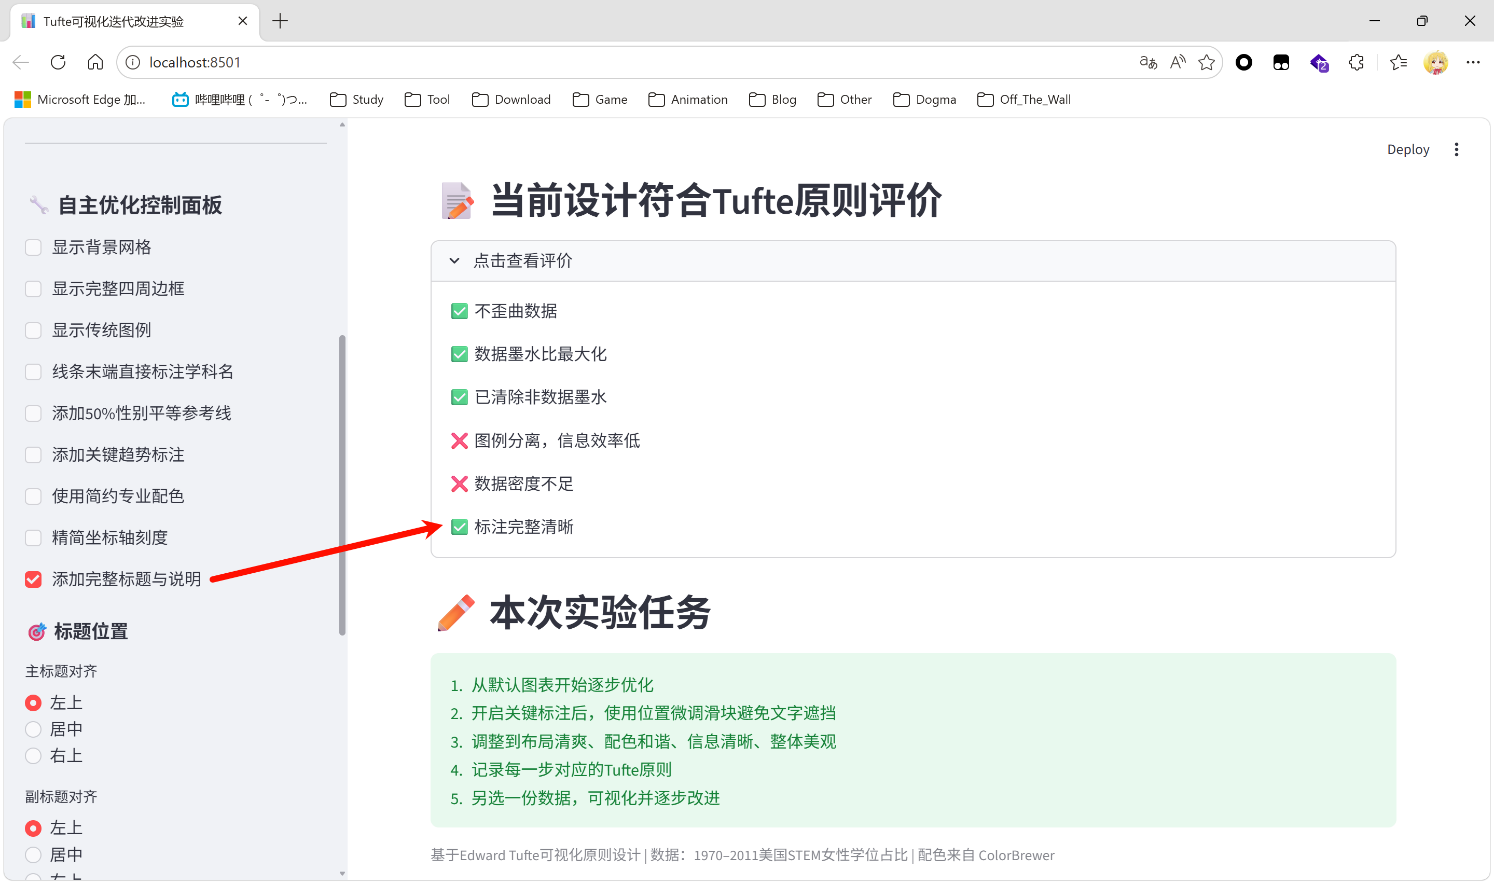 Tufte可视化迭代改进实验
localhost:8501
Microsoft Edge 加...
哔哩哔哩 (゜-゜)つ...
Study
Tool
Download
Game
Animation
Blog
Other
Dogma
Off_The_Wall
Deploy
自主优化控制面板
显示背景网格
显示完整四周边框
显示传统图例
线条末端直接标注学科名
添加50%性别平等参考线
添加关键趋势标注
使用简约专业配色
精简坐标轴刻度
添加完整标题与说明
标题位置
主标题对齐
左上
居中
右上
副标题对齐
左上
居中
右上
当前设计符合Tufte原则评价
点击查看评价
不歪曲数据
数据墨水比最大化
已清除非数据墨水
图例分离，信息效率低
数据密度不足
标注完整清晰
本次实验任务
1. 从默认图表开始逐步优化
2. 开启关键标注后，使用位置微调滑块避免文字遮挡
3. 调整到布局清爽、配色和谐、信息清晰、整体美观
4. 记录每一步对应的Tufte原则
5. 另选一份数据，可视化并逐步改进
基于Edward Tufte可视化原则设计 | 数据：1970–2011美国STEM女性学位占比 | 配色来自 ColorBrewer